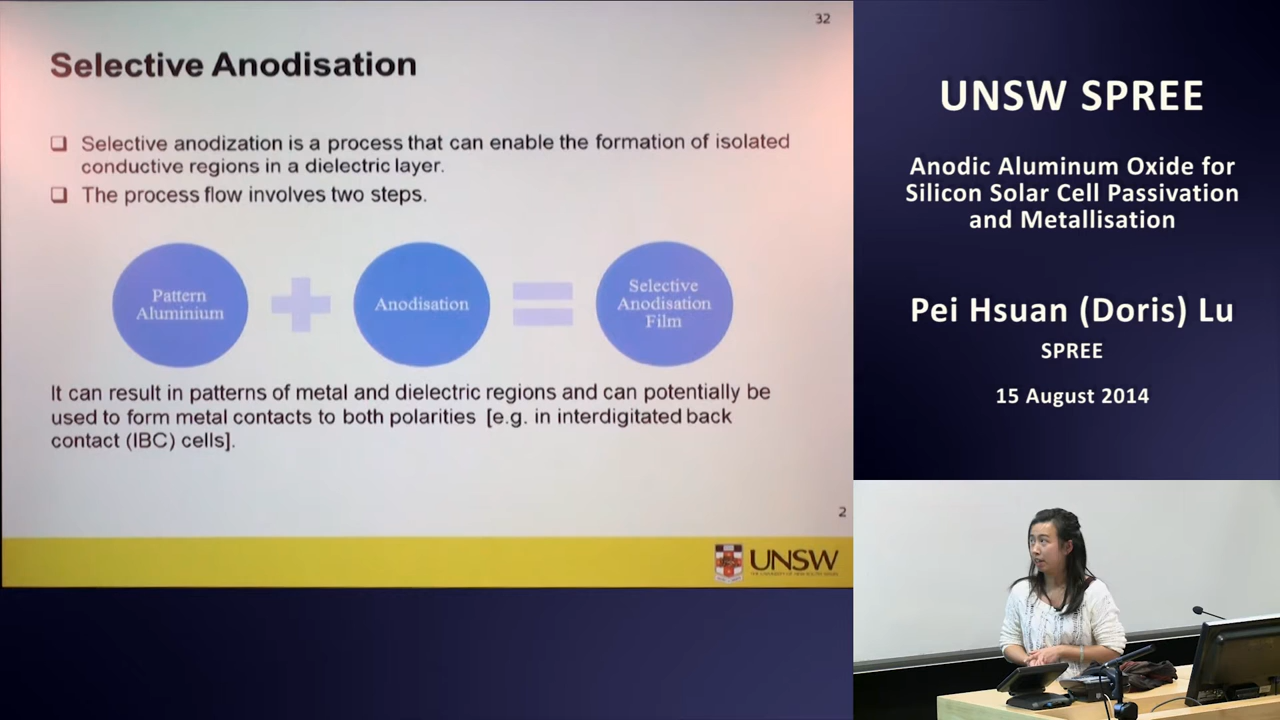 32
Selective Anodisation
Selective anodization is a process that can enable the formation of isolated
conductive regions in a dielectric layer.
The process flow involves two steps.
Pattern
Aluminium
Anodisation
Selective
Anodisation
Film
It can result in patterns of metal and dielectric regions and can potentially be
used to form metal contacts to both polarities [e.g. in interdigitated back
contact (IBC) cells].
2
UNSW
THE UNIVERSITY OF NEW SOUTH WALES
UNSW SPREE
Anodic Aluminum Oxide for
Silicon Solar Cell Passivation
and Metallisation
Pei Hsuan (Doris) Lu
SPREE
15 August 2014